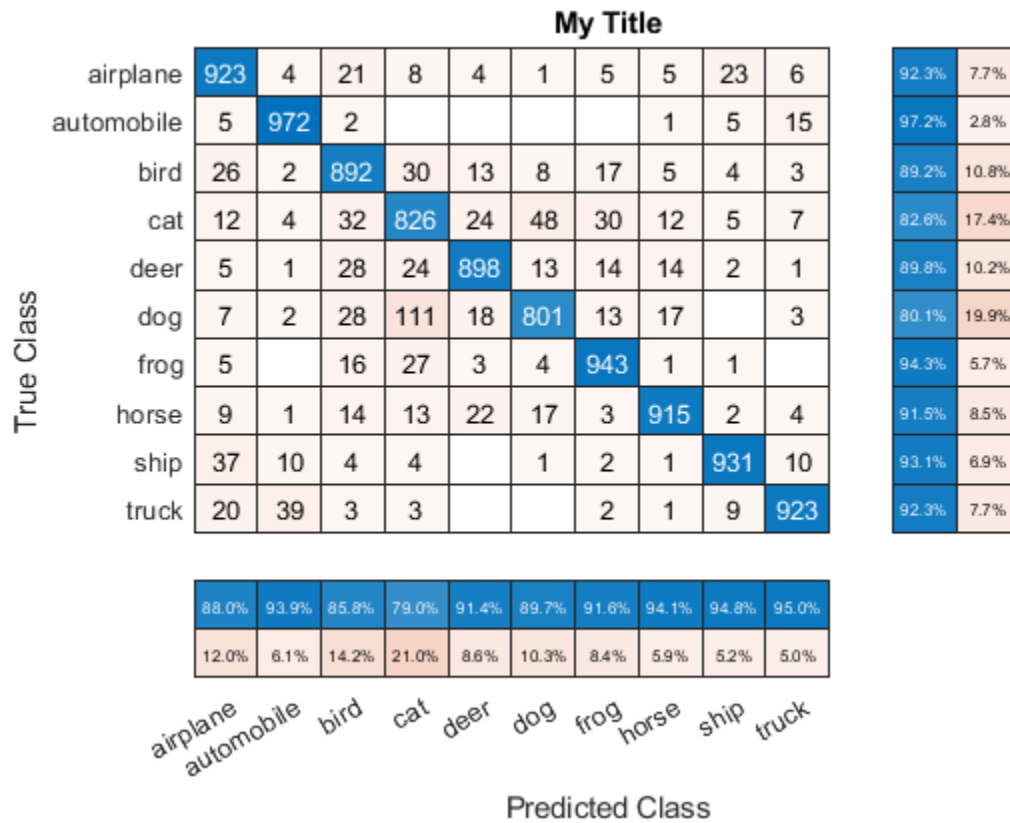 My Title
airplane 923 4 21 8 4 1 5 5 23 6 92.3% 7.7%
automobile 5 972 2 1 5 15 97.2% 2.8%
bird 26 2 892 30 13 8 17 5 4 3 89.2% 10.8%
cat 12 4 32 826 24 48 30 12 5 7 82.6% 17.4%
deer 5 1 28 24 898 13 14 14 2 1 89.8% 10.2%
dog 7 2 28 111 18 801 13 17 3 80.1% 19.9%
frog 5 16 27 3 4 943 1 1 94.3% 5.7%
horse 9 1 14 13 22 17 3 915 2 4 91.5% 8.5%
ship 37 10 4 4 1 2 1 931 10 93.1% 6.9%
truck 20 39 3 3 2 1 9 923 92.3% 7.7%
True Class
88.0% 93.9% 85.8% 79.0% 91.4% 89.7% 91.6% 94.1% 94.8% 95.0%
12.0% 6.1% 14.2% 21.0% 8.6% 10.3% 8.4% 5.9% 5.2% 5.0%
airplane automobile bird cat deer dog frog horse ship truck
Predicted Class